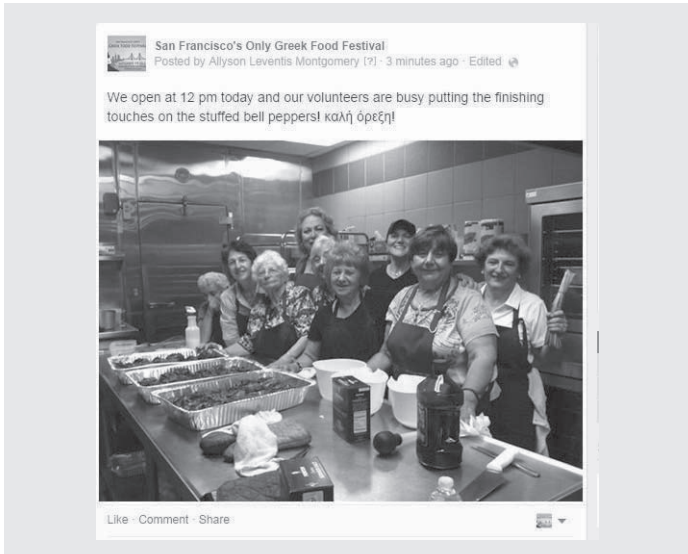 San Francisco's Only Greek Food Festival
Posted by Allyson Leventis Montgomery [?] · 3 minutes ago · Edited
We open at 12 pm today and our volunteers are busy putting the finishing
touches on the stuffed bell peppers! καλή όρεξη!
Like · Comment · Share